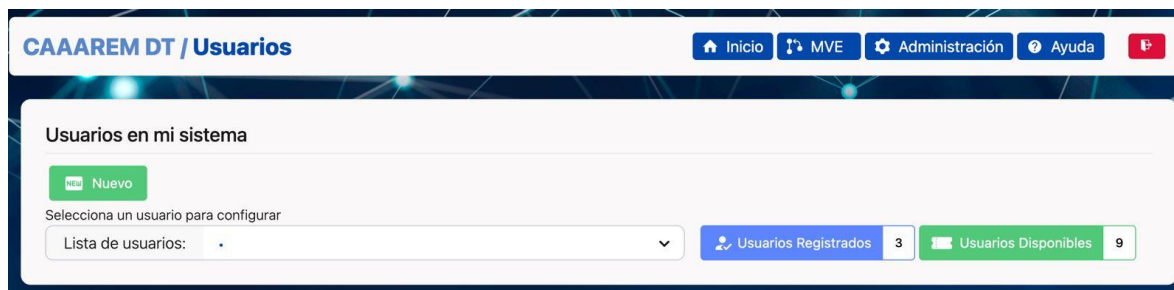 CAAAREM DT / Usuarios
Inicio MVE Administración Ayuda
Usuarios en mi sistema
NEW Nuevo
Selecciona un usuario para configurar
Lista de usuarios: .
Usuarios Registrados 3 Usuarios Disponibles 9